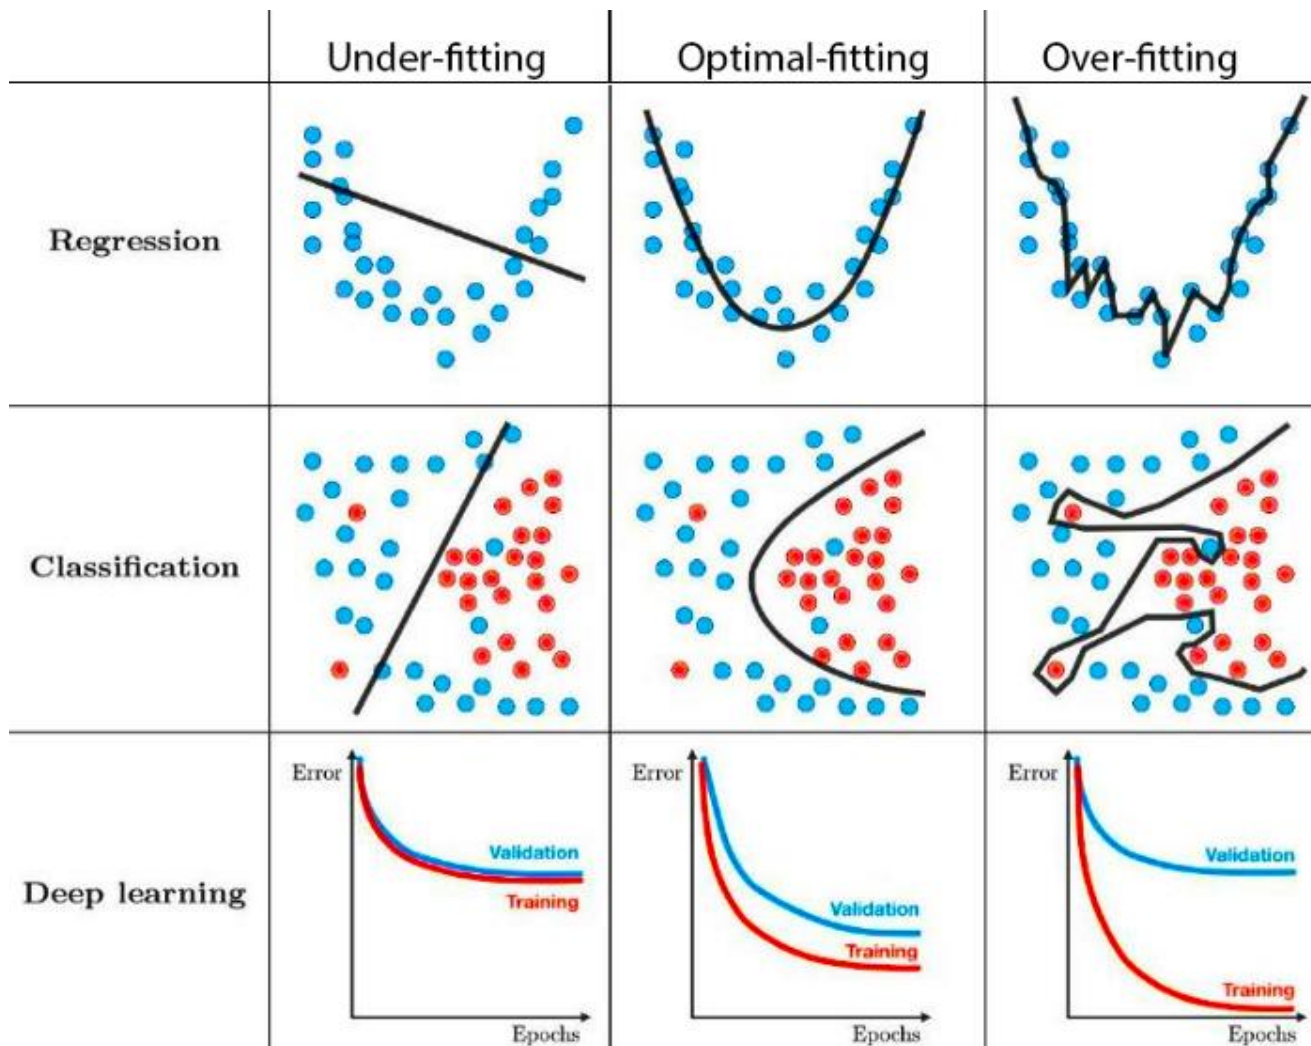 Under-fitting
Optimal-fitting
Over-fitting
Regression
Classification
Deep learning
Error
Validation
Training
Epochs
Error
Validation
Training
Epochs
Error
Validation
Training
Epochs